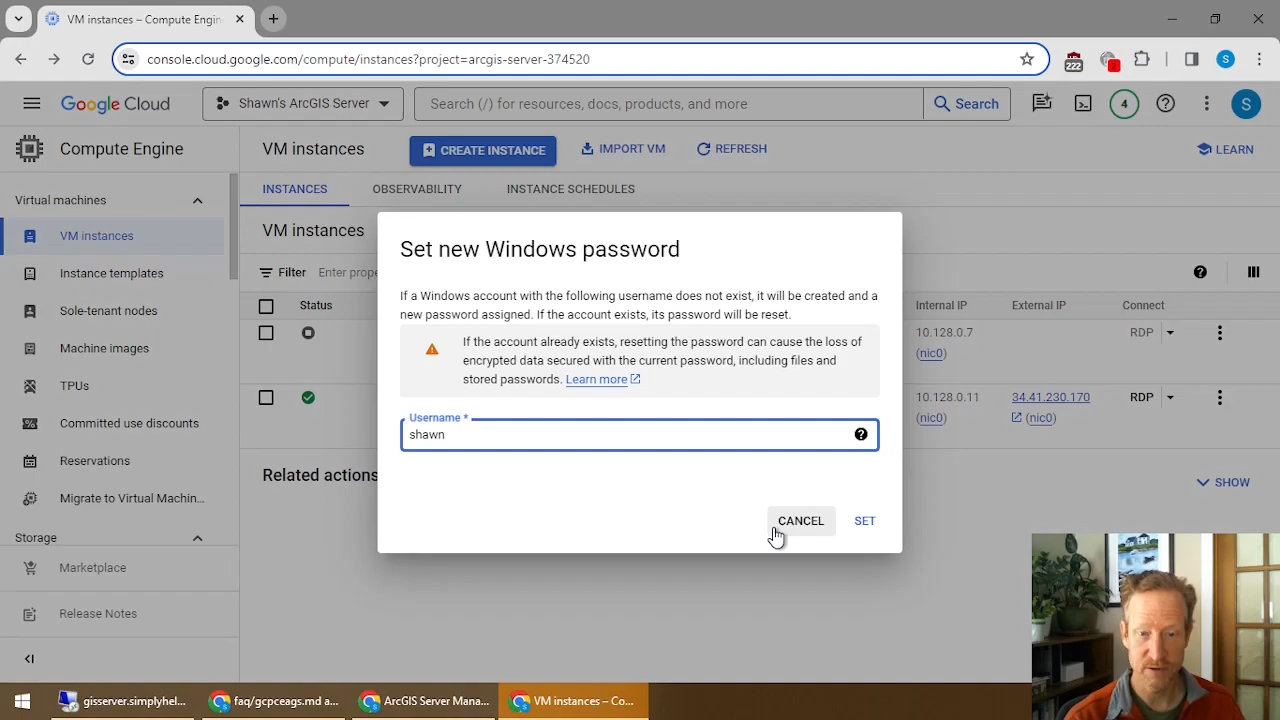 VM instances – Compute Engin
console.cloud.google.com/compute/instances?project=arcgis-server-374520
222
2
S
Google Cloud
Shawn's ArcGIS Server
Search (/) for resources, docs, products, and more
Search
4
S
Compute Engine
VM instances
CREATE INSTANCE
IMPORT VM
REFRESH
LEARN
Virtual machines
INSTANCES
OBSERVABILITY
INSTANCE SCHEDULES
VM instances
VM instances
Instance templates
Filter
Enter prope
Sole-tenant nodes
Status
Internal IP
External IP
Connect
10.128.0.7
RDP
(nic0)
Machine images
TPUs
10.128.0.11
34.41.230.170
RDP
(nic0)
(nic0)
Committed use discounts
Reservations
Related actions
SHOW
Migrate to Virtual Machin...
Storage
Marketplace
Release Notes
Set new Windows password
If a Windows account with the following username does not exist, it will be created and a
new password assigned. If the account exists, its password will be reset.
If the account already exists, resetting the password can cause the loss of
encrypted data secured with the current password, including files and
stored passwords. Learn more
Username *
shawn
CANCEL
SET
gisserver.simplyhel...
faq/gcpceags.md a...
ArcGIS Server Mana...
VM instances – Co...